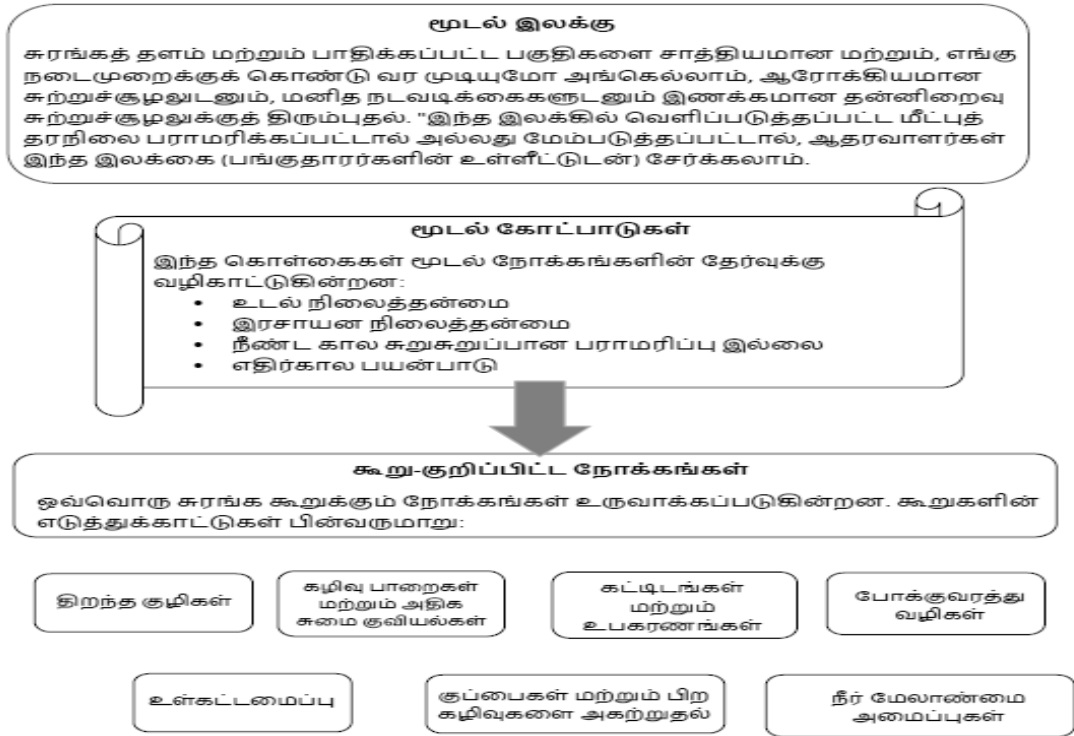 மூடல் இலக்கு
சுரங்கத் தளம் மற்றும் பாதிக்கப்பட்ட பகுதிகளை சாத்தியமான மற்றும், எங்கு
நடைமுறைக்குக் கொண்டு வர முடியுமோ அங்கெல்லாம், ஆரோக்கியமான
சுற்றுச்சூழலுடனும், மனித நடவடிக்கைகளுடனும் இணக்கமான தன்னிறைவு
சுற்றுச்சூழலுக்குத் திரும்புதல். "இந்த இலக்கில் வெளிப்படுத்தப்பட்ட மீட்புத்
தரநிலை பராமரிக்கப்பட்டால் அல்லது மேம்படுத்தப்பட்டால், ஆதரவாளர்கள்
இந்த இலக்கை (பங்குதாரர்களின் உள்ளீட்டுடன்) சேர்க்கலாம்.
மூடல் கோட்பாடுகள்
இந்த கொள்கைகள் மூடல் நோக்கங்களின் தேர்வுக்கு
வழிகாட்டுகின்றன:
• உடல் நிலைத்தன்மை
• இரசாயன நிலைத்தன்மை
• நீண்ட கால சுறுசுறுப்பான பராமரிப்பு இல்லை
• எதிர்கால பயன்பாடு
கூறு-குறிப்பிட்ட நோக்கங்கள்
ஒவ்வொரு சுரங்க கூறுக்கும் நோக்கங்கள் உருவாக்கப்படுகின்றன. கூறுகளின்
எடுத்துக்காட்டுகள் பின்வருமாறு:
திறந்த குழிகள்
கழிவு பாறைகள்
மற்றும் அதிக
சுமை குவியல்கள்
கட்டிடங்கள்
மற்றும்
உபகரணங்கள்
போக்குவரத்து
வழிகள்
உள்கட்டமைப்பு
குப்பைகள் மற்றும் பிற
கழிவுகளை அகற்றுதல்
நீர் மேலாண்மை
அமைப்புகள்